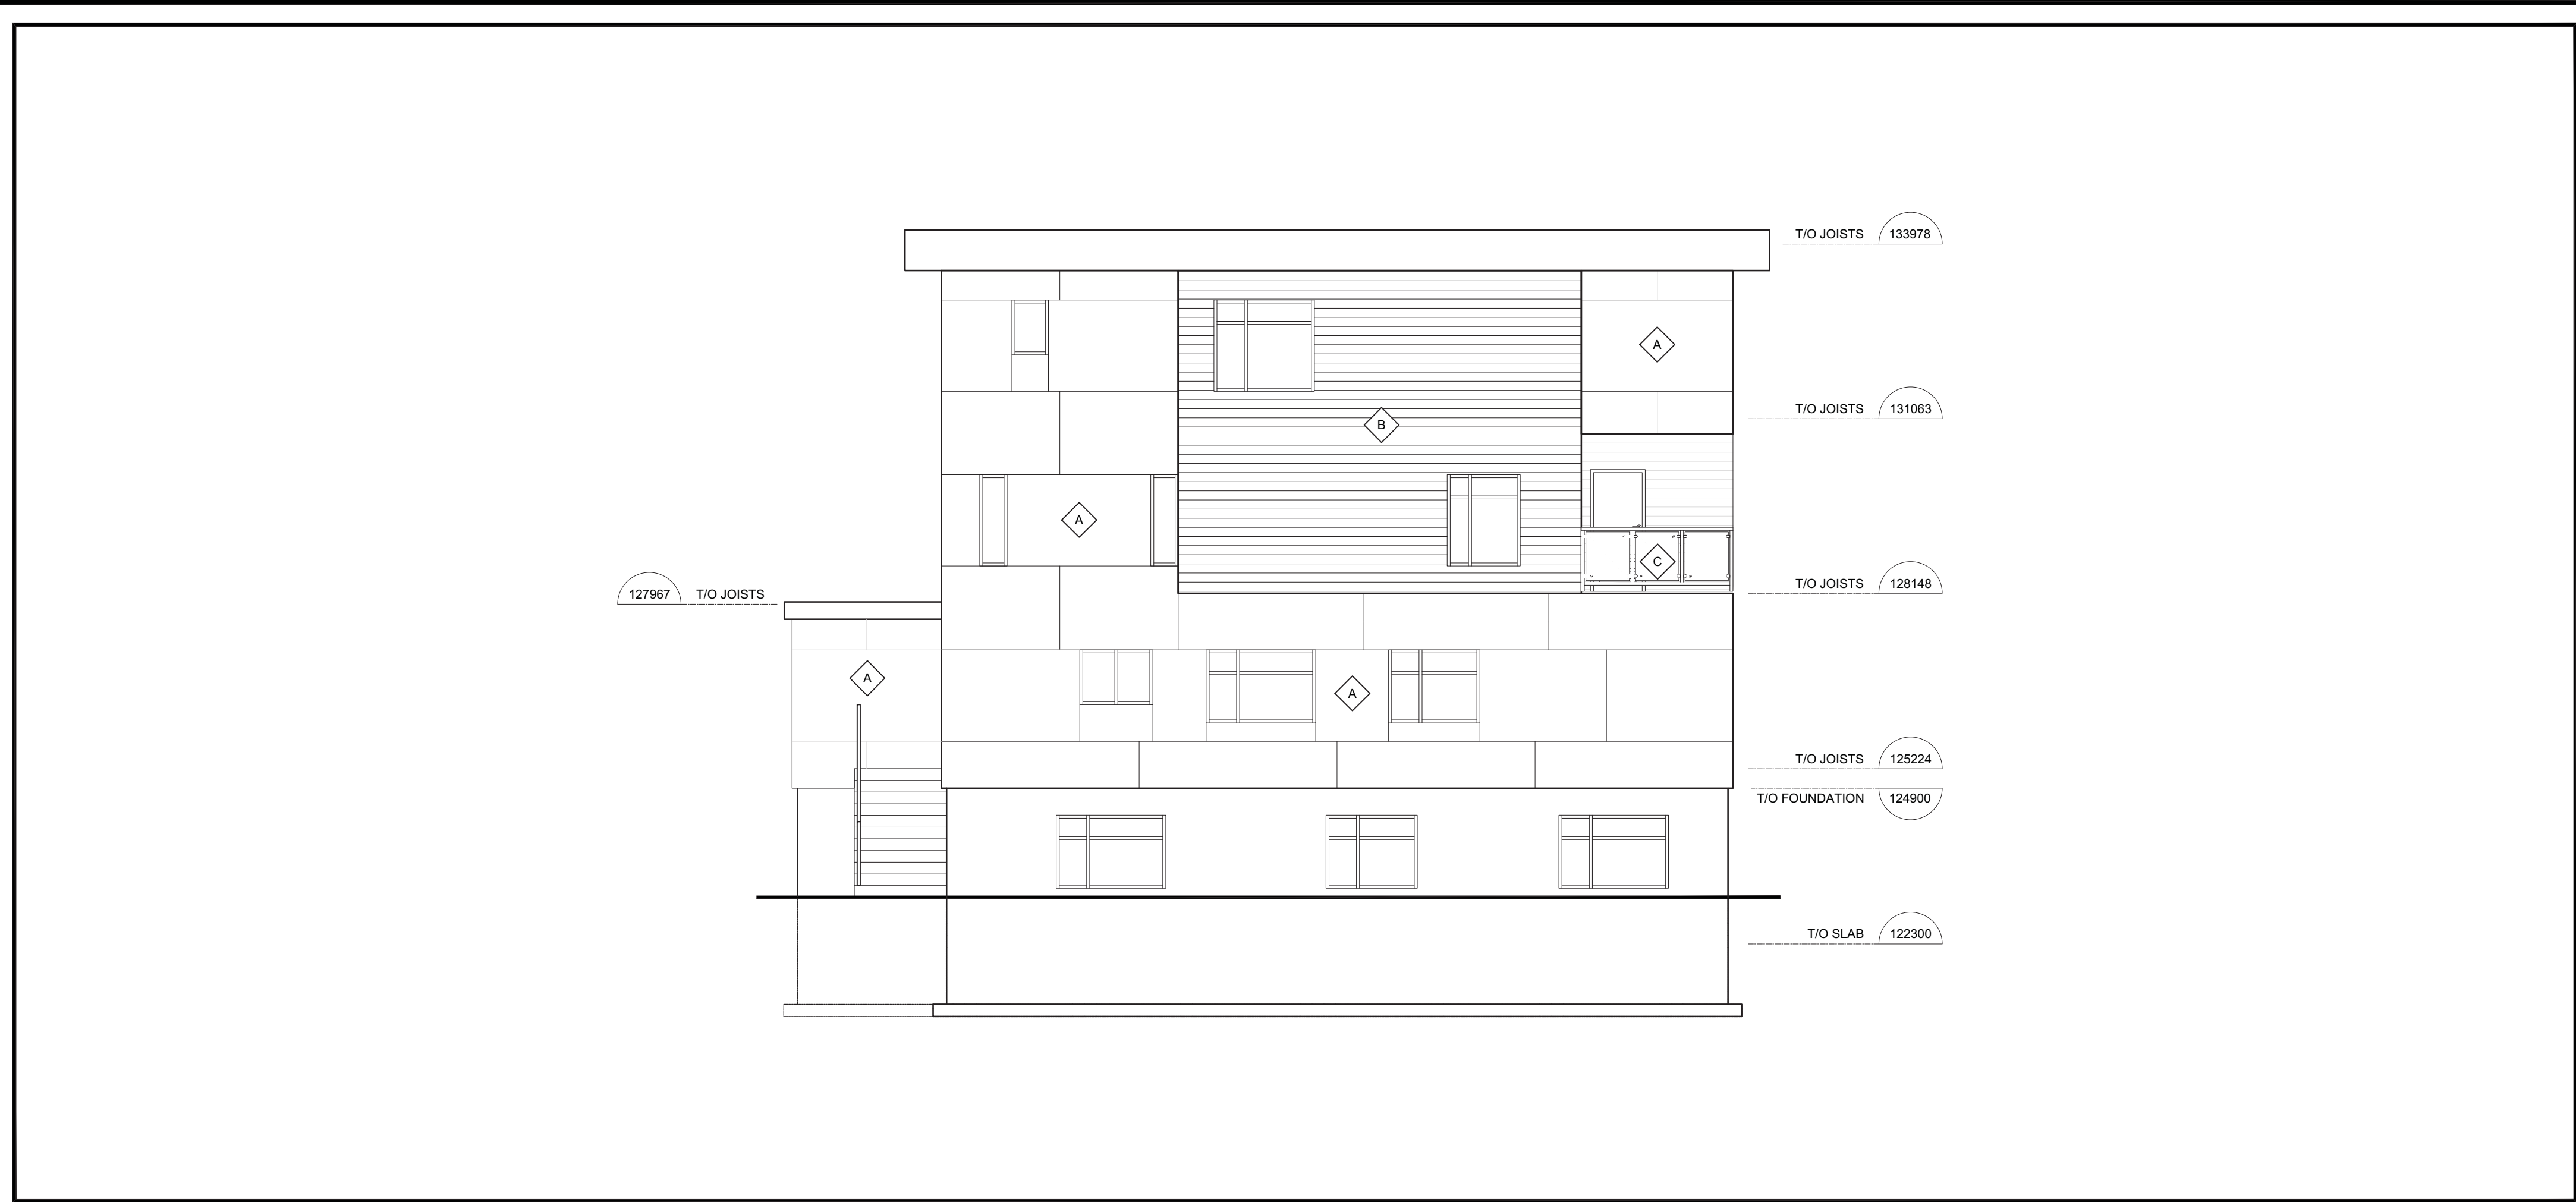 T/O JOISTS 133978
A
T/O JOISTS 131063
B
A
C
T/O JOISTS 128148
127967 T/O JOISTS
A
A
T/O JOISTS 125224
T/O FOUNDATION 124900
T/O SLAB 122300